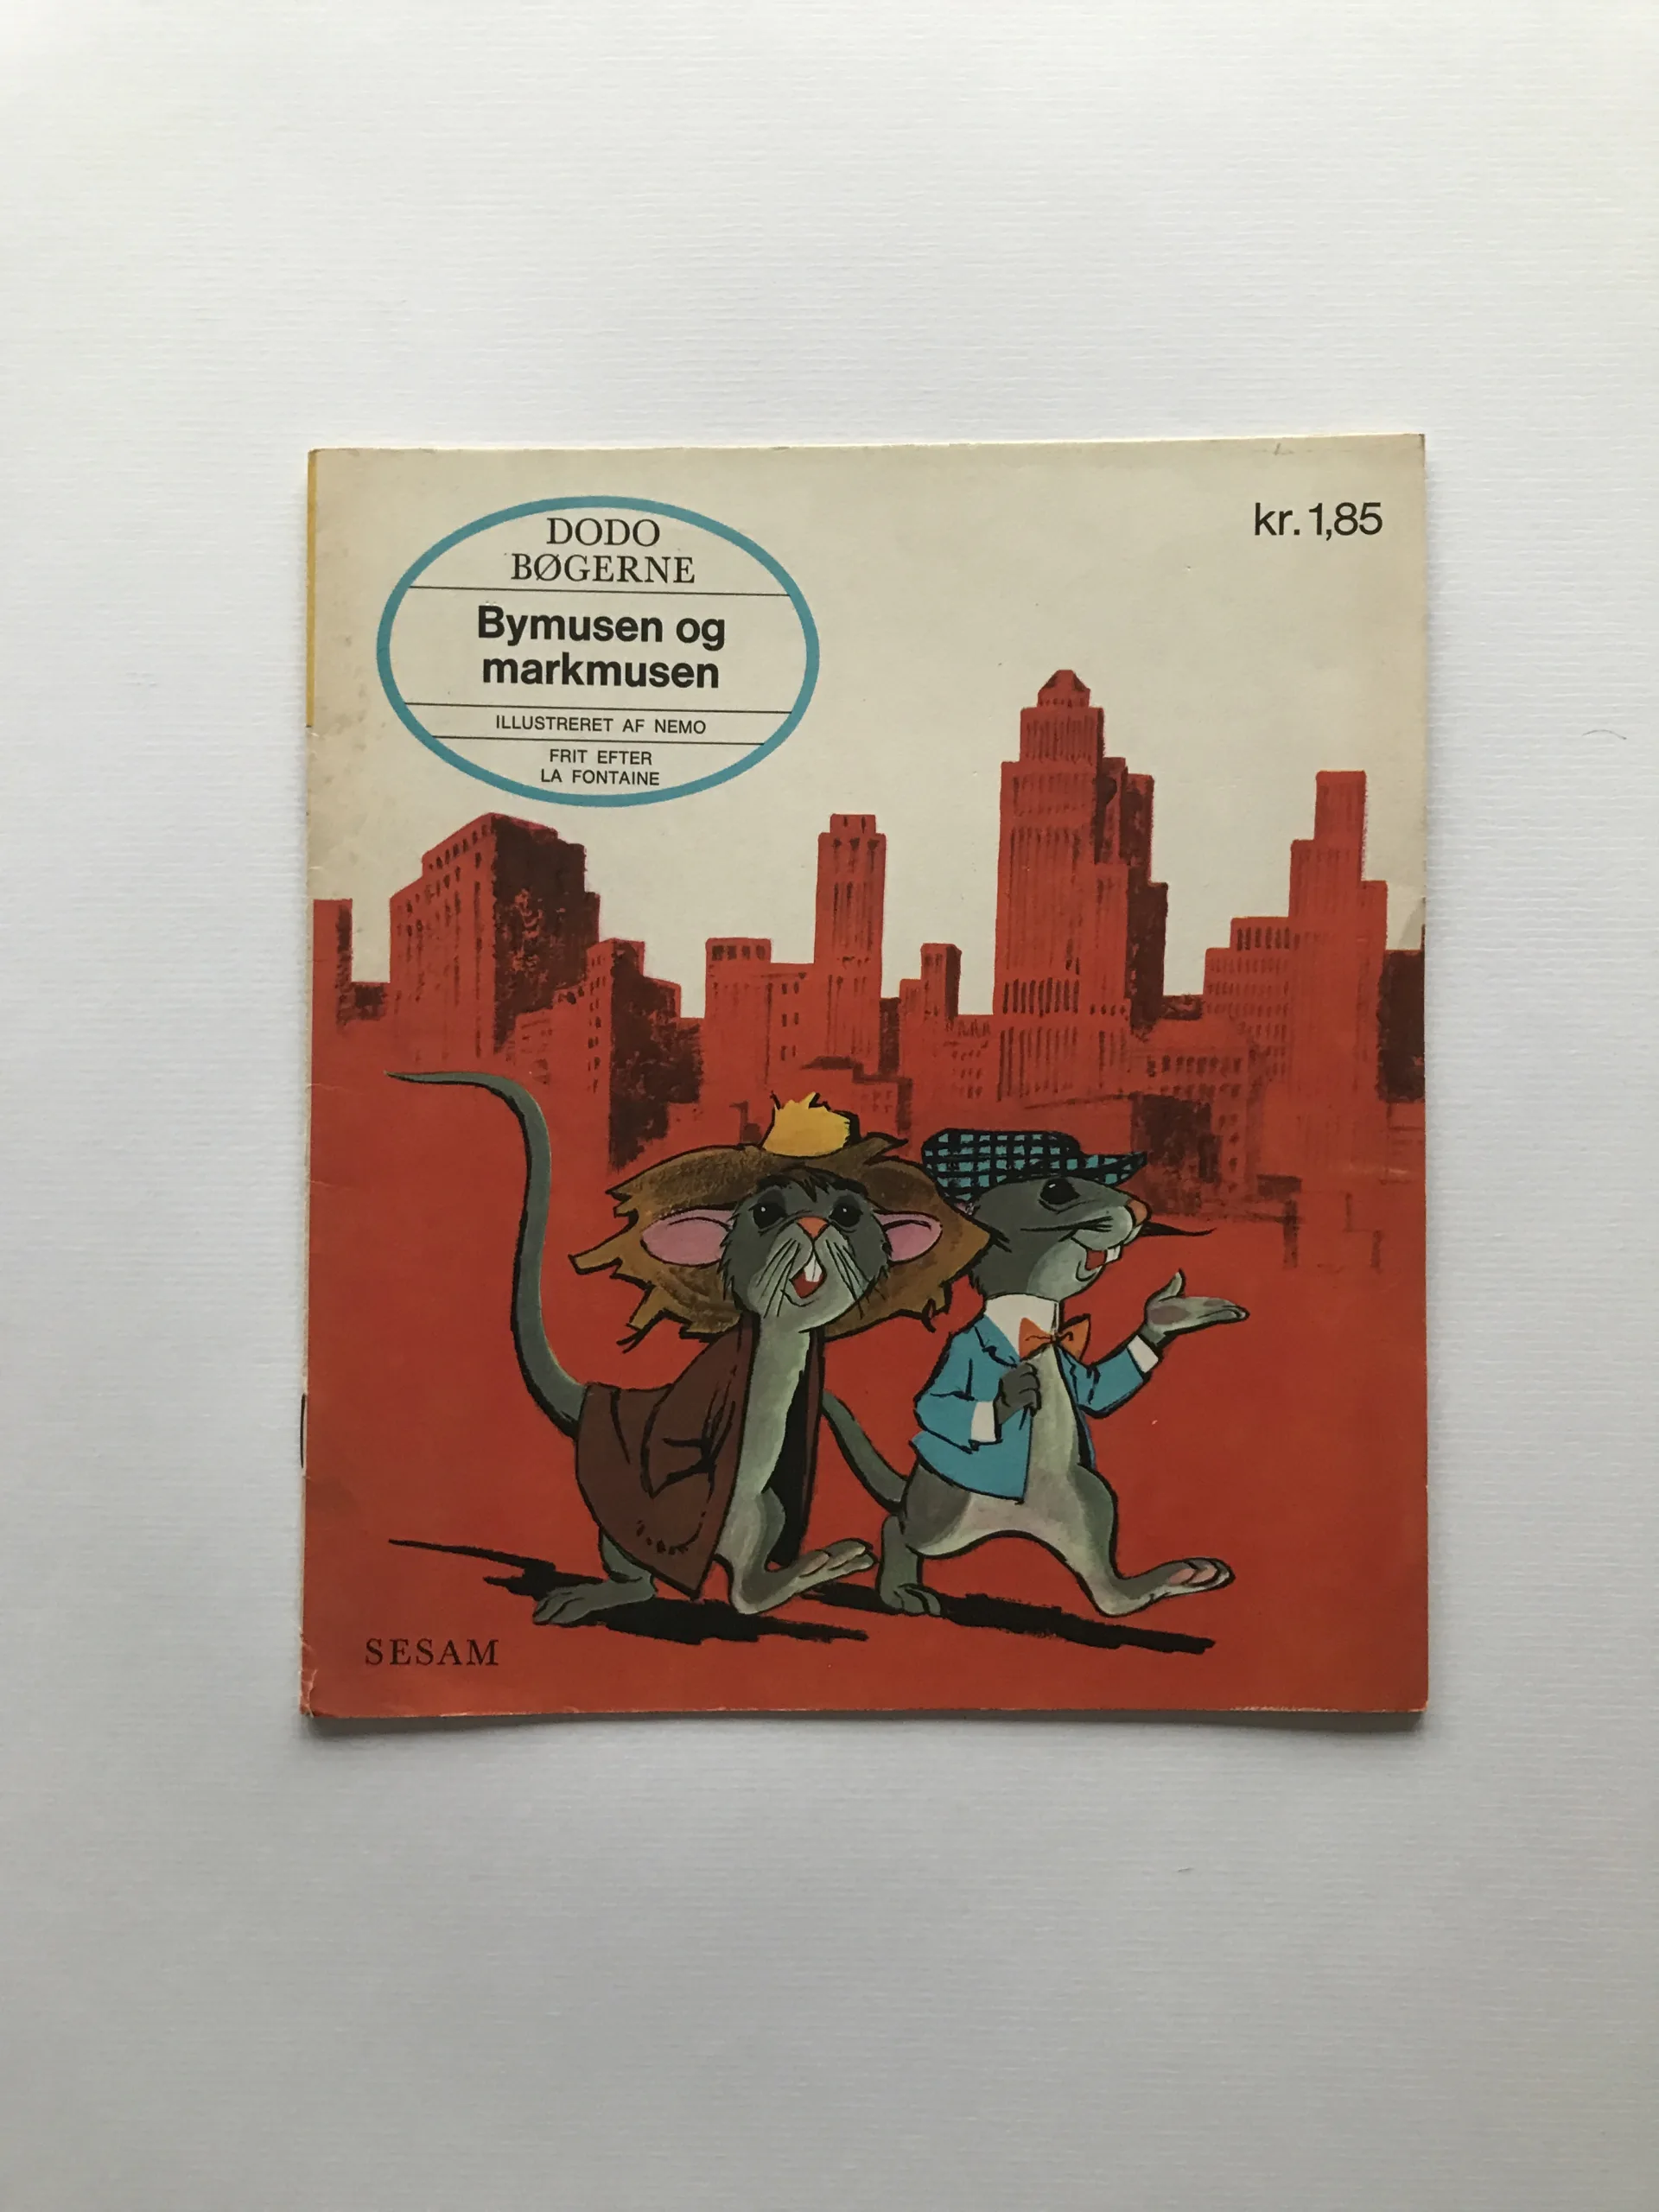 DODO
BØGERNE
Bymusen og
markmusen
ILLUSTRERET AF NEMO
FRIT EFTER
LA FONTAINE
kr. 1,85
SESAM